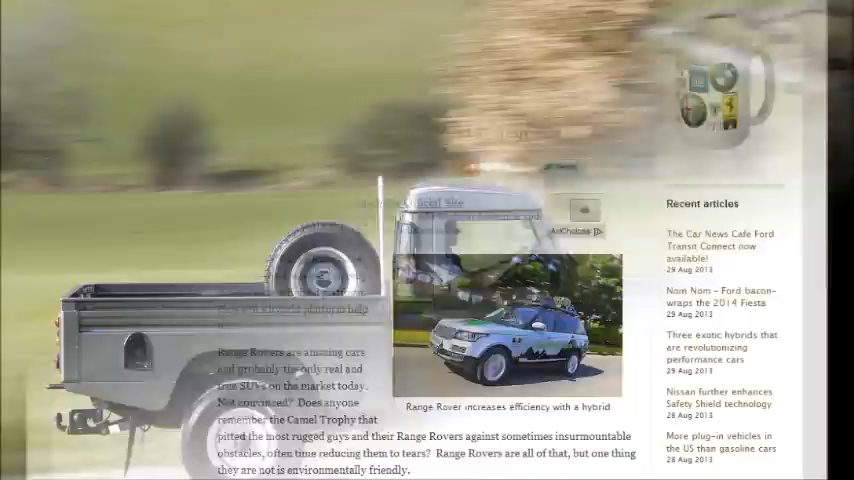 Official Site
AdChoices
Recent articles
The Car News Cafe Ford
Transit Connect now
available!
29 Aug 2013
Nom Nom - Ford bacon-
wraps the 2014 Fiesta
29 Aug 2013
Three exotic hybrids that
are revolutionizing
performance cars
29 Aug 2013
Nissan further enhances
Safety Shield technology
28 Aug 2013
More plug-in vehicles in
the US than gasoline cars
28 Aug 2013
hybrid platform help
Range Rovers are amazing cars
and probably the only real and
true SUVs on the market today.
Not convinced? Does anyone
remember the Camel Trophy that
pitted the most rugged guys and their Range Rovers against sometimes insurmountable
obstacles, often time reducing them to tears? Range Rovers are all of that, but one thing
they are not is environmentally friendly.
Range Rover increases efficiency with a hybrid